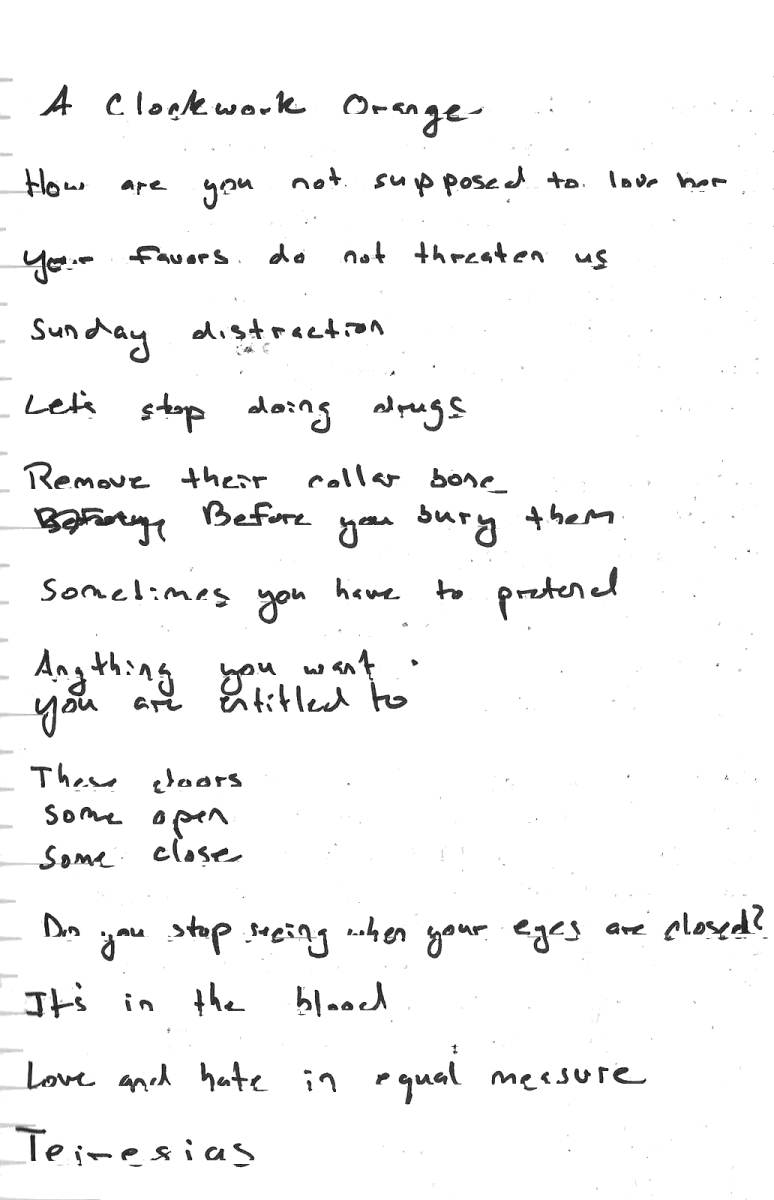 A Clockwork Orange
How are you not supposed to love her
Your favors do not threaten us
Sunday distraction
Let's stop doing drugs
Remove their collar bone
Before you bury them
Sometimes you have to pretend
Anything you want
you are entitled to
These doors
Some open
Some close
Do you stop seeing when your eyes are closed?
It's in the blood
Love and hate in equal measure
Teiresias